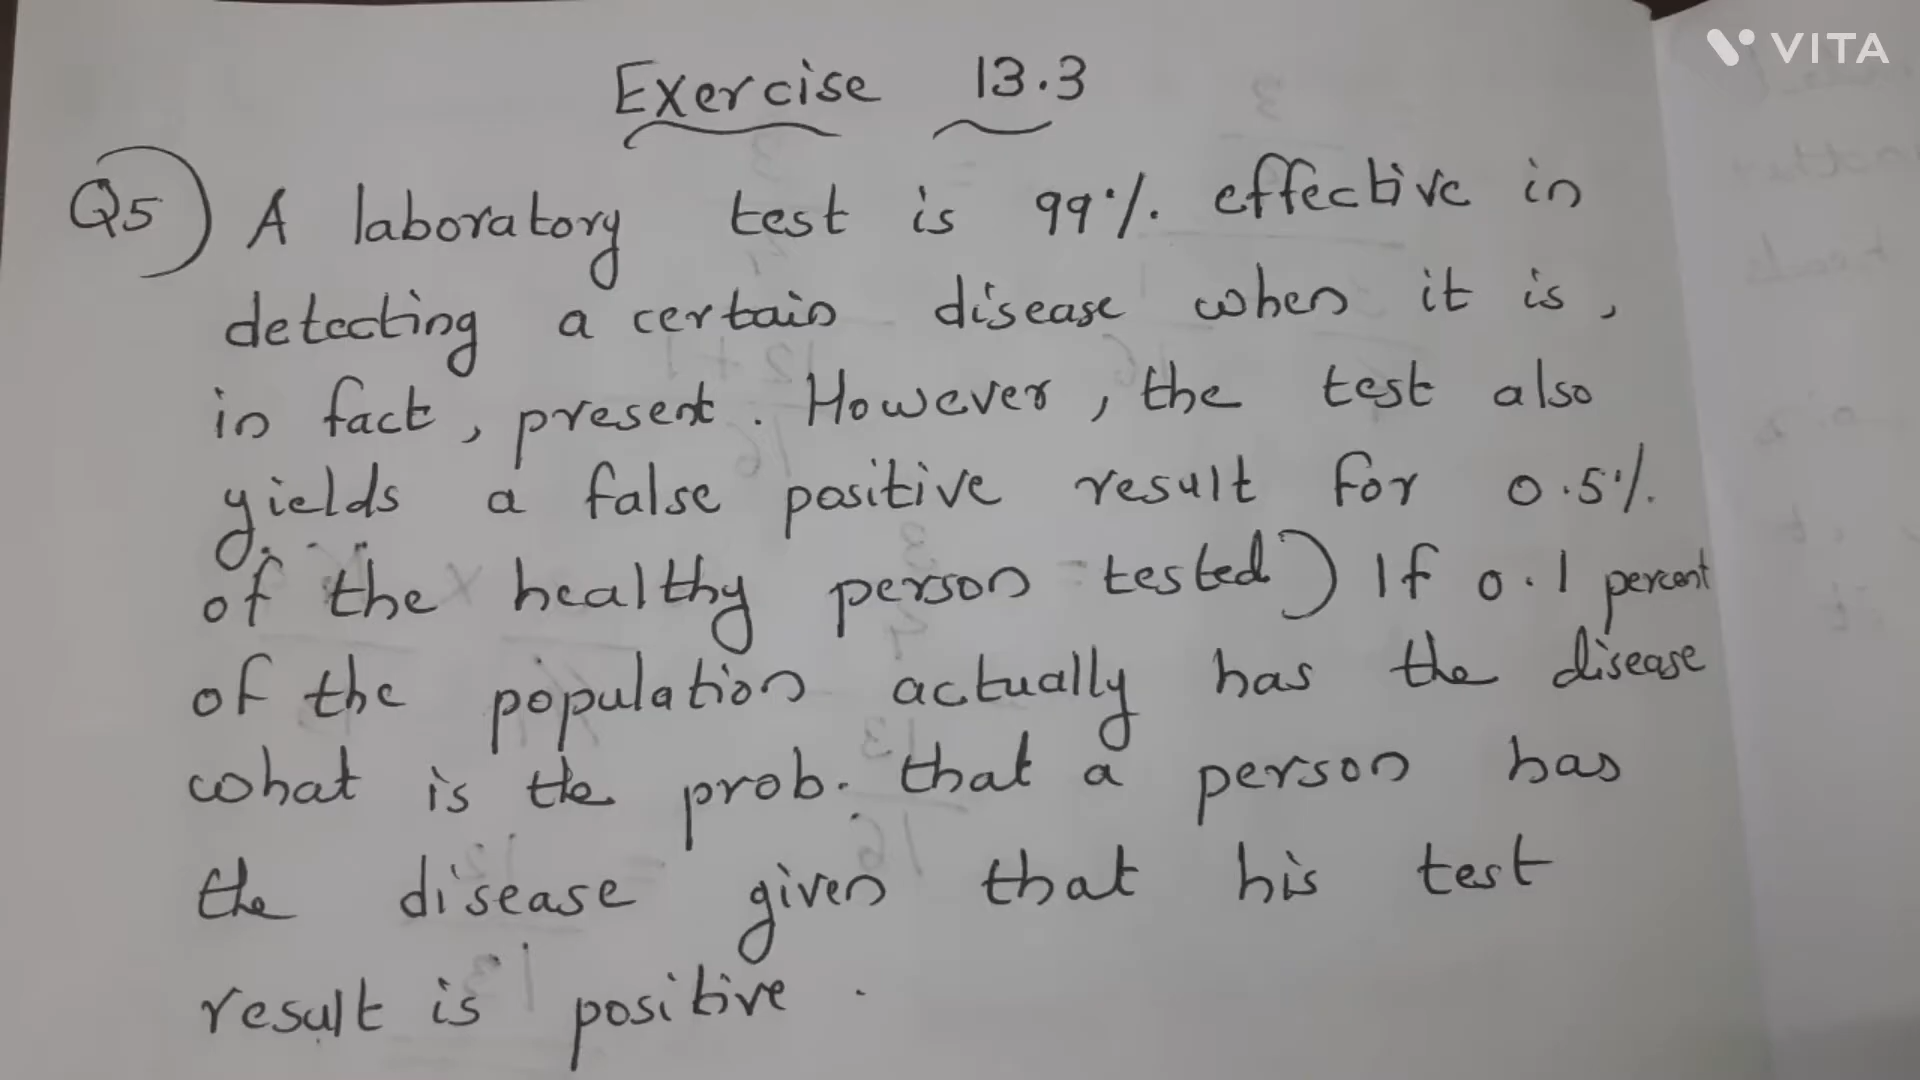 VITA
Exercise 13.3
Q5) A laboratory test is 99% effective in
detecting a certain disease when it is,
in fact, present. However, the test also
yields a false positive result for 0.5%
of the healthy person tested) If 0.1 percent
of the population actually has the disease
what is the prob. that a person has
the disease given that his test
result is positive.